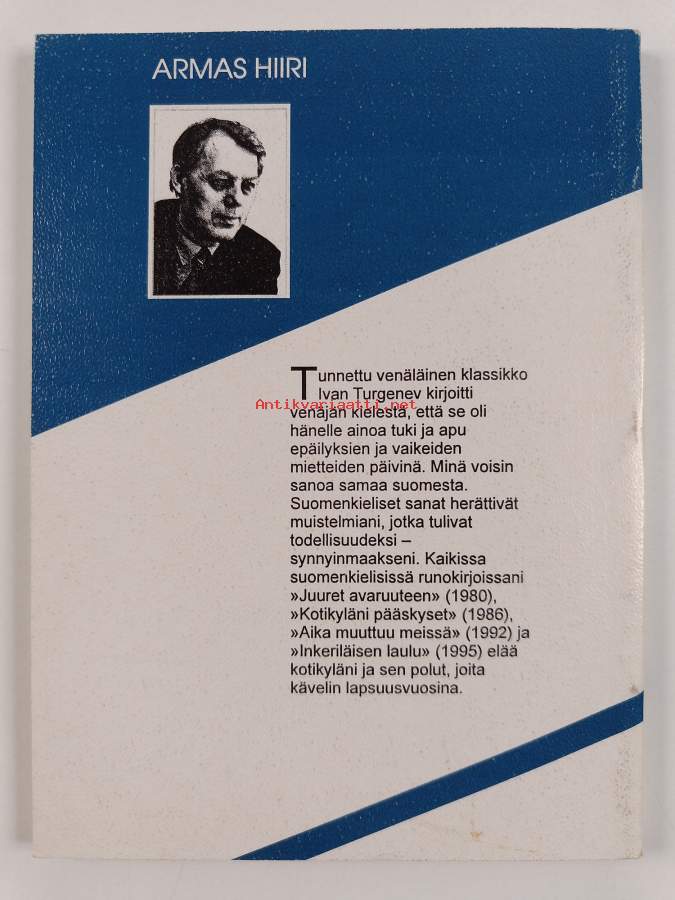 ARMAS HIIRI
Tunnettu venäläinen klassikko
Ivan Turgenev kirjoitti
Antikvariaatti.net
venäjän kielestä, että se oli
hänelle ainoa tuki ja apu
epäilyksien ja vaikeiden
mietteiden päivinä. Minä voisin
sanoa samaa suomesta.
Suomenkieliset sanat herättivät
muistelmiani, jotka tulivat
todellisuudeksi –
synnyinmaakseni. Kaikissa
suomenkielisissä runokirjoissani
»Juuret avaruuteen» (1980),
»Kotikyläni pääskyset» (1986),
»Aika muuttuu meissä» (1992) ja
»Inkeriläisen laulu» (1995) elää
kotikyläni ja sen polut, joita
kävelin lapsuusvuosina.